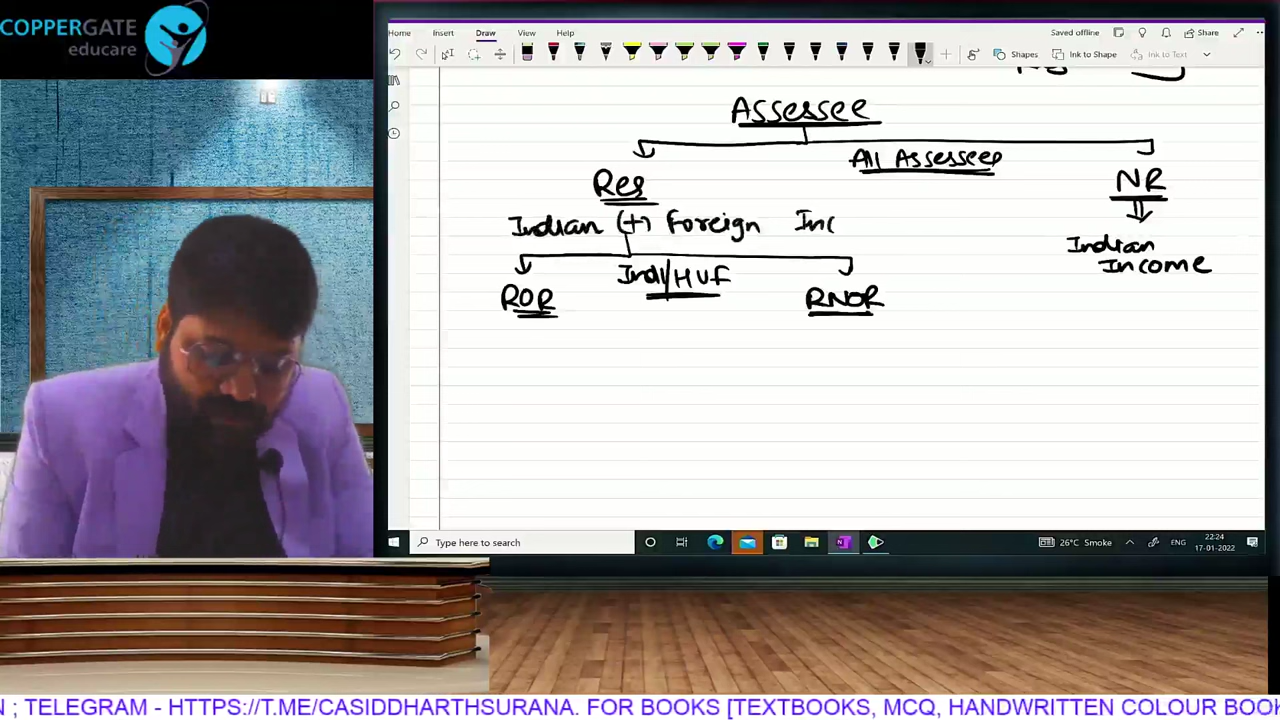 COPPERGATE
educare
Home Insert Draw View Help
Saved offline
Share
Shapes
Ink to Shape
Ink to Text
Assessee
All Assessees
Res
NR
Indian (+) Foreign Inc
Indian
Income
Indi/HUF
ROR
RNOR
Type here to search
26°C Smoke
ENG
22:24
17-01-2022
N ; TELEGRAM - HTTPS://T.ME/CASIDDHARTHSURANA. FOR BOOKS [TEXTBOOKS, MCQ, HANDWRITTEN COLOUR BOO